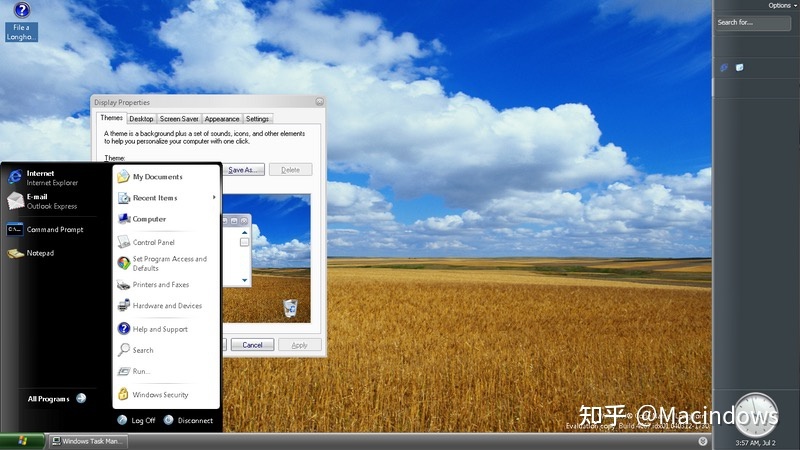 File a
Longho...
Options
Search for...
Display Properties
Themes
Desktop
Screen Saver
Appearance
Settings
A theme is a background plus a set of sounds, icons, and other elements
to help you personalize your computer with one click.
Theme:
Save As...
Delete
Cancel
Apply
Internet
Internet Explorer
E-mail
Outlook Express
Command Prompt
Notepad
All Programs
My Documents
Recent Items
Computer
Control Panel
Set Program Access and
Defaults
Printers and Faxes
Hardware and Devices
Help and Support
Search
Run...
Windows Security
Log Off
Disconnect
知乎 @Macindows
Evaluation copy. Build
Windows Task Man...
3:57 AM, Jul 2